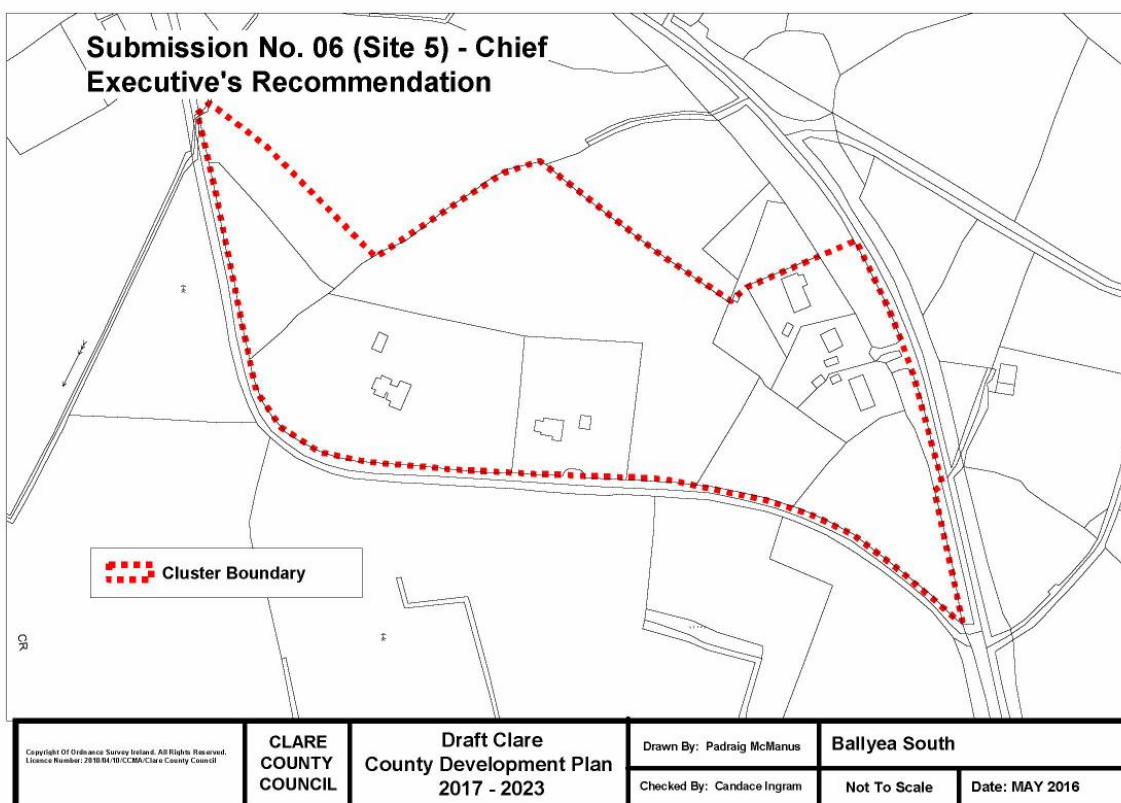 Submission No. 06 (Site 5) - Chief
Executive's Recommendation
Cluster Boundary
CR
Copyright Of Ordnance Survey Ireland. All Rights Reserved.
Licence Number: 2010/04/10/CCMA/Clare County Council
CLARE
COUNTY
COUNCIL
Draft Clare
County Development Plan
2017 - 2023
Drawn By: Padraig McManus
Checked By: Candace Ingram
Ballyea South
Not To Scale
Date: MAY 2016